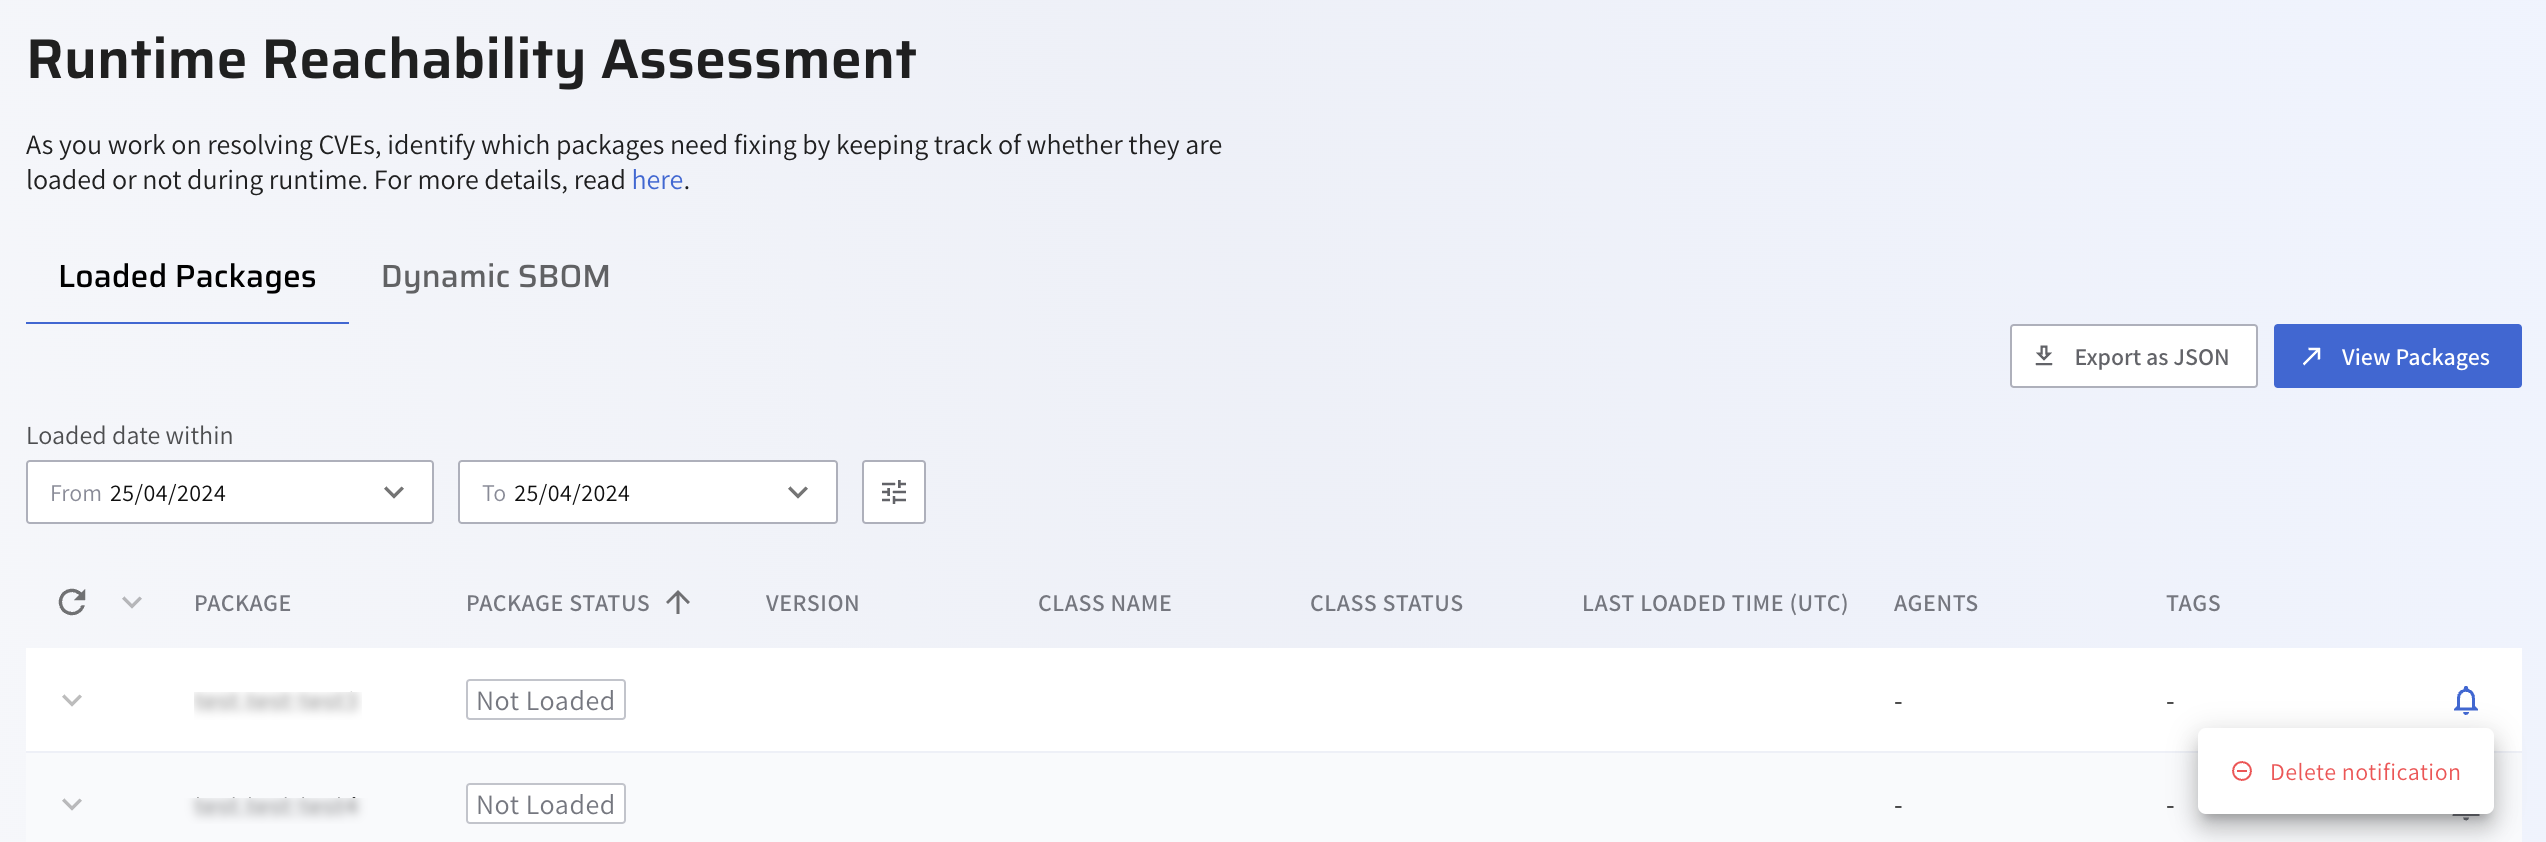 Runtime Reachability Assessment
As you work on resolving CVEs, identify which packages need fixing by keeping track of whether they are
loaded or not during runtime. For more details, read here.
Loaded Packages
Dynamic SBOM
Export as JSON
View Packages
Loaded date within
From 25/04/2024
To 25/04/2024
PACKAGE
PACKAGE STATUS
VERSION
CLASS NAME
CLASS STATUS
LAST LOADED TIME (UTC)
AGENTS
TAGS
Not Loaded
-
-
Delete notification
Not Loaded
-
-